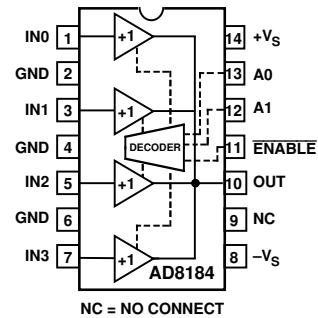 IN0 1 +1 14 +VS
GND 2 13 A0
IN1 3 +1 12 A1
GND 4 DECODER 11 ENABLE
IN2 5 +1 10 OUT
GND 6 9 NC
IN3 7 +1 8 –VS
AD8184
NC = NO CONNECT